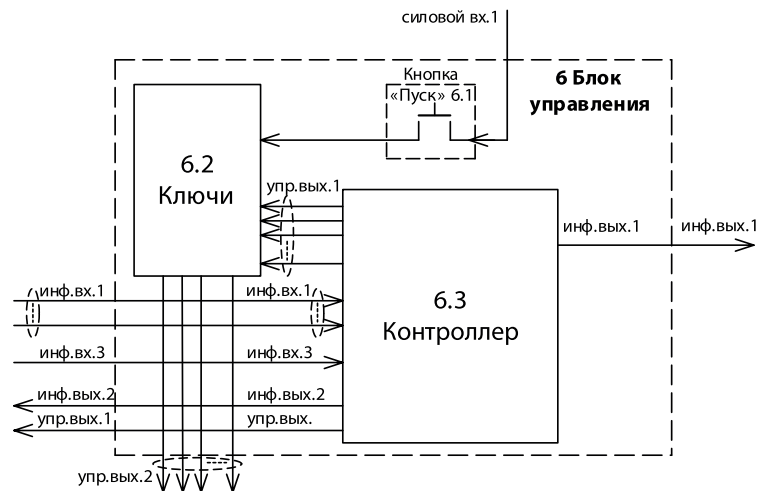 силовой вх.1
Кнопка
«Пуск» 6.1
6 Блок
управления
6.2
Ключи
упр.вых.1
инф.вых.1
инф.вых.1
инф.вх.1
инф.вх.1
6.3
Контроллер
инф.вх.3
инф.вх.3
инф.вых.2
инф.вых.2
упр.вых.1
упр.вых.
упр.вых.2